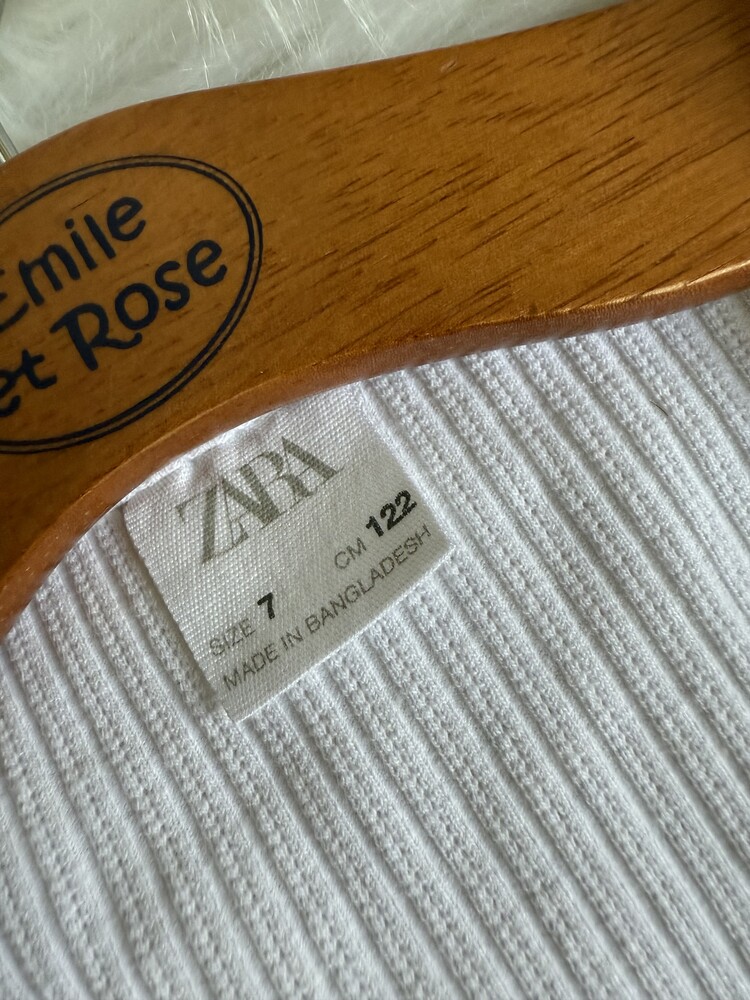 Emile
et Rose
ZARA
SIZE 7 CM 122
MADE IN BANGLADESH